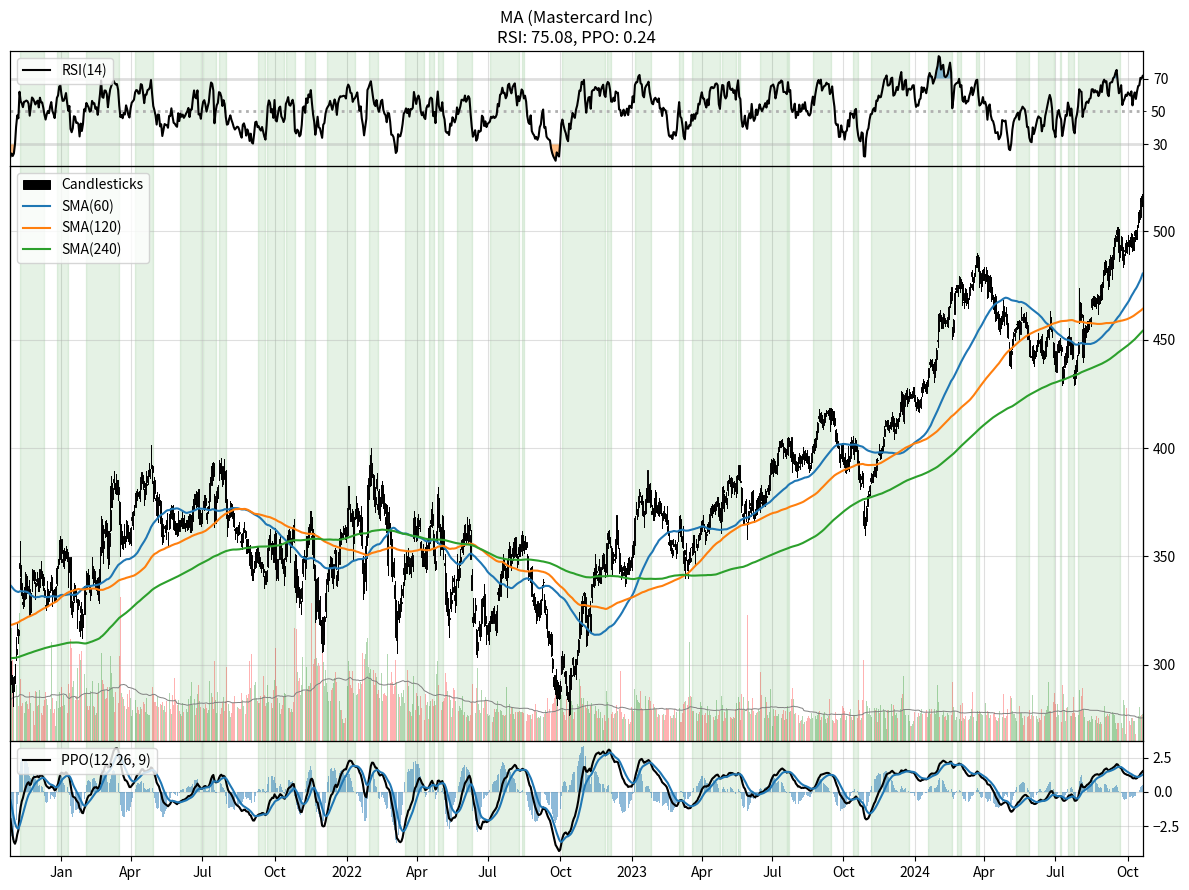 MA (Mastercard Inc)
RSI: 75.08, PPO: 0.24
RSI(14)
70
50
30
Candlesticks
SMA(60)
SMA(120)
SMA(240)
500
450
400
350
300
PPO(12, 26, 9)
2.5
0.0
−2.5
Jan Apr Jul Oct 2022 Apr Jul Oct 2023 Apr Jul Oct 2024 Apr Jul Oct